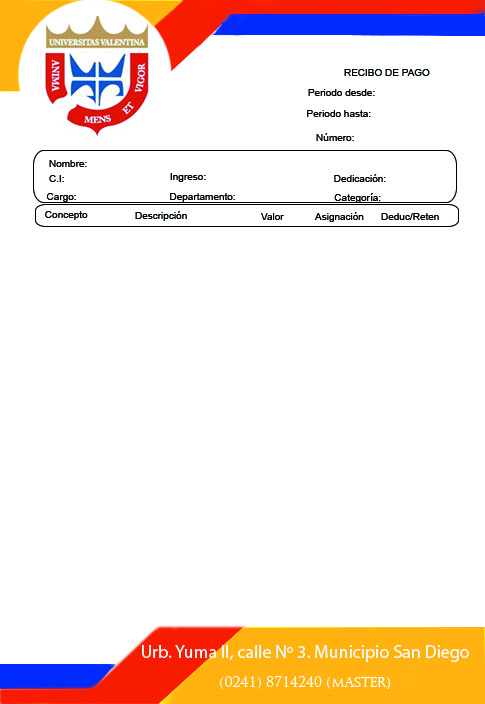 UNIVERSITAS VALENTINA
ANIMA MENS ET VIGOR
RECIBO DE PAGO
Periodo desde:
Periodo hasta:
Número:
Nombre:
C.I: Ingreso: Dedicación:
Cargo: Departamento: Categoría:
Concepto Descripción Valor Asignación Deduc/Reten
Urb. Yuma II, calle Nº 3. Municipio San Diego
(0241) 8714240 (MASTER)